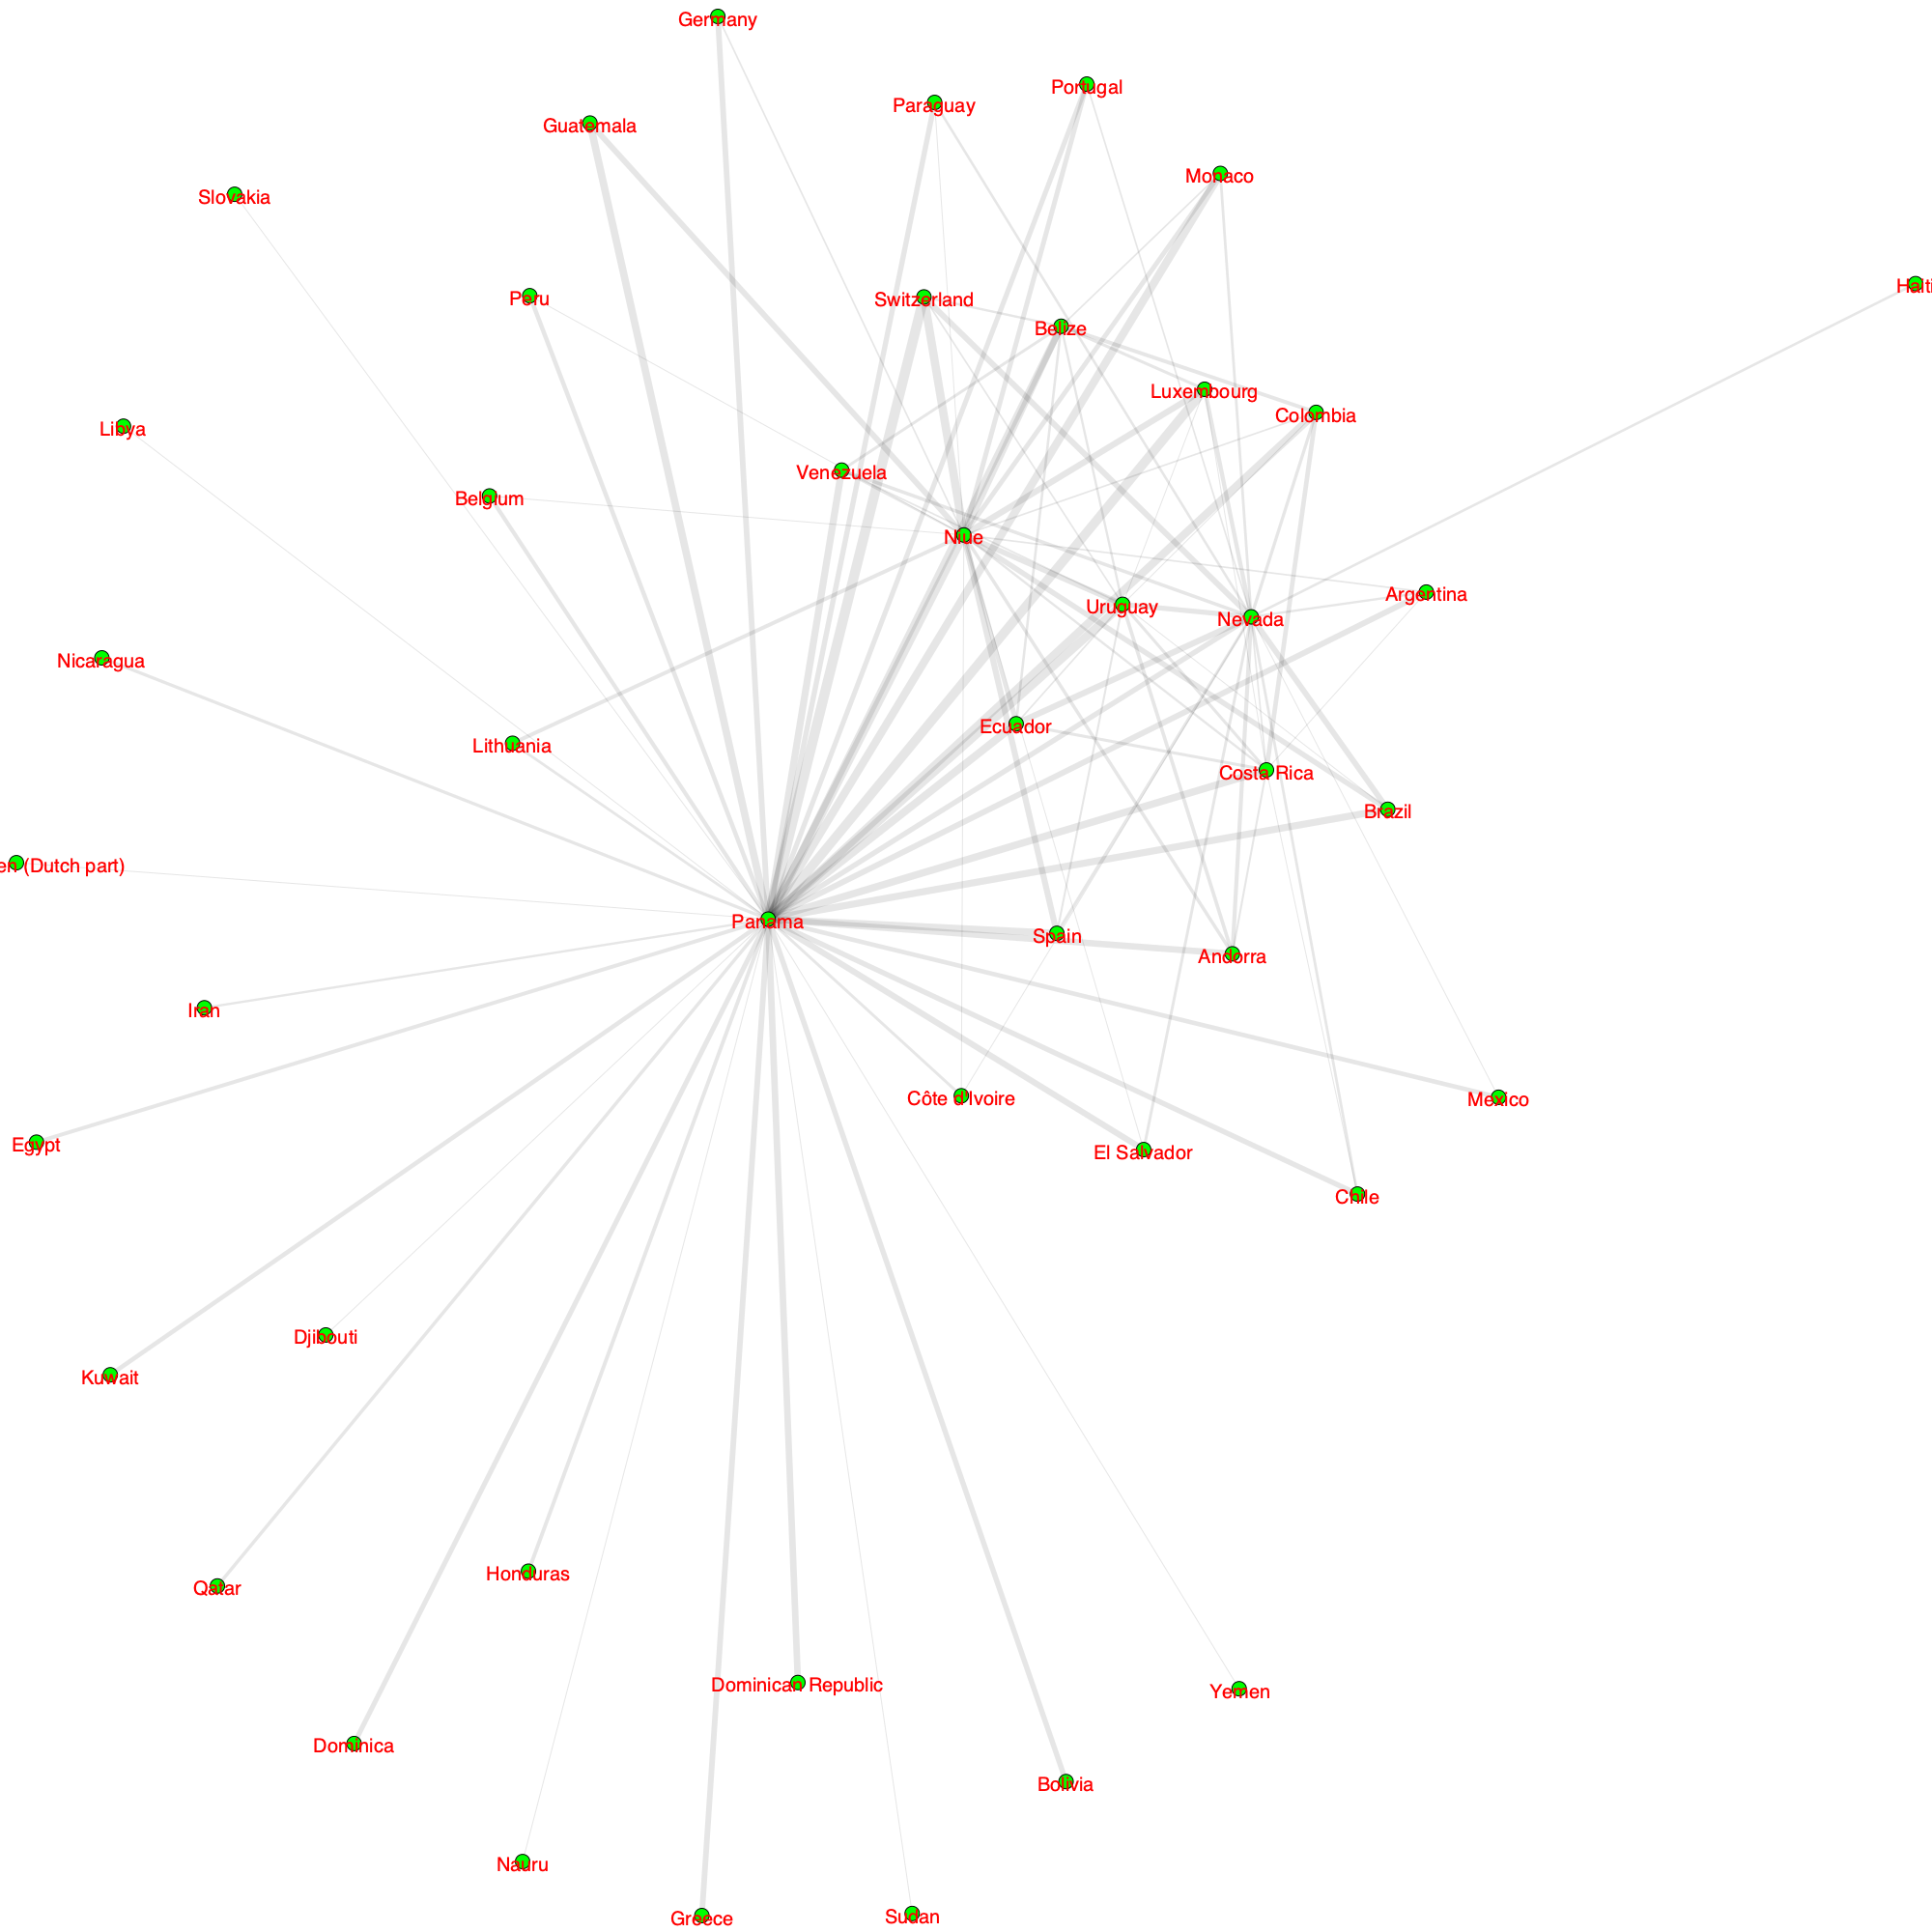 Germany
Portugal
Paraguay
Guatemala
Monaco
Slovakia
Haiti
Peru
Switzerland
Belize
Luxembourg
Colombia
Libya
Venezuela
Belgium
Niue
Argentina
Uruguay
Nevada
Nicaragua
Ecuador
Lithuania
Costa Rica
Brazil
(Dutch part)
Panama
Spain
Andorra
Iran
Côte d'Ivoire
Mexico
Egypt
El Salvador
Chile
Djibouti
Kuwait
Honduras
Qatar
Dominican Republic
Yemen
Dominica
Bolivia
Nauru
Greece
Sudan